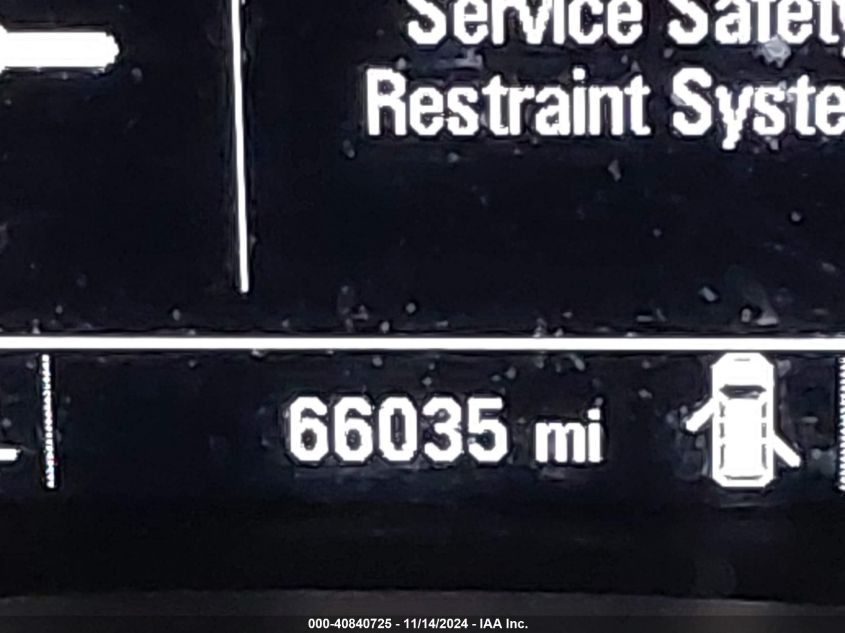 Service Safety
Restraint Syste
66035 mi
000-40840725 - 11/14/2024 - IAA Inc.